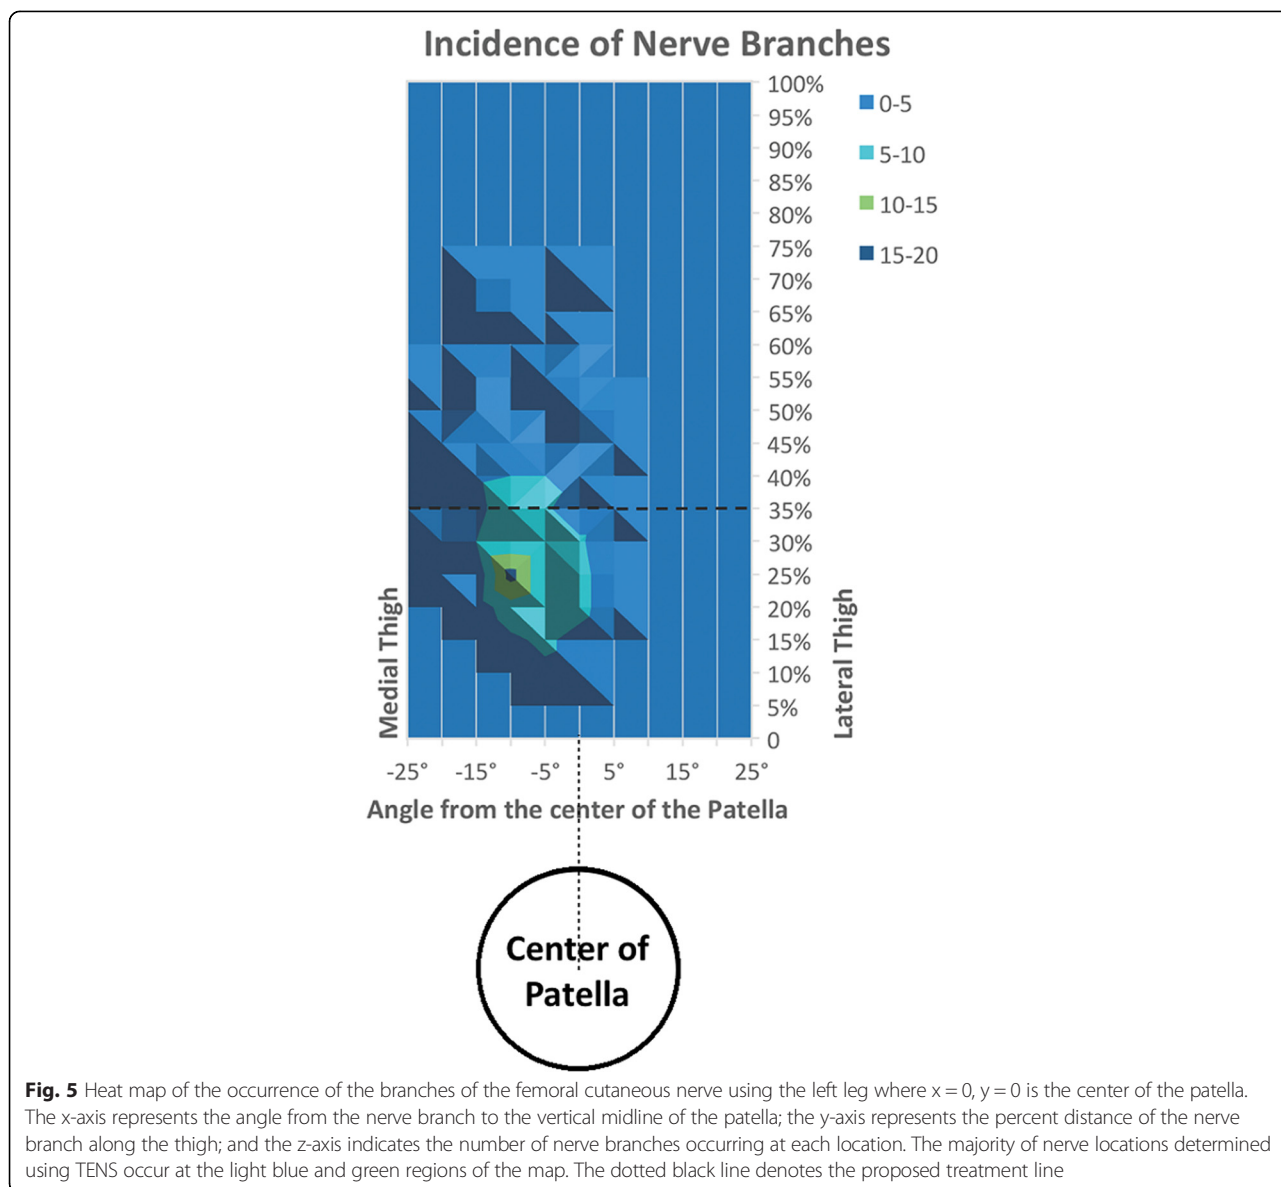 Incidence of Nerve Branches
100%
95%
90%
85%
80%
75%
70%
65%
60%
55%
50%
45%
40%
35%
30%
25%
20%
15%
10%
5%
0
0-5
5-10
10-15
15-20
Medial Thigh
Lateral Thigh
-25° -15° -5° 5° 15° 25°
Angle from the center of the Patella
Center of
Patella
Fig. 5 Heat map of the occurrence of the branches of the femoral cutaneous nerve using the left leg where x = 0, y = 0 is the center of the patella.
The x-axis represents the angle from the nerve branch to the vertical midline of the patella; the y-axis represents the percent distance of the nerve
branch along the thigh; and the z-axis indicates the number of nerve branches occurring at each location. The majority of nerve locations determined
using TENS occur at the light blue and green regions of the map. The dotted black line denotes the proposed treatment line